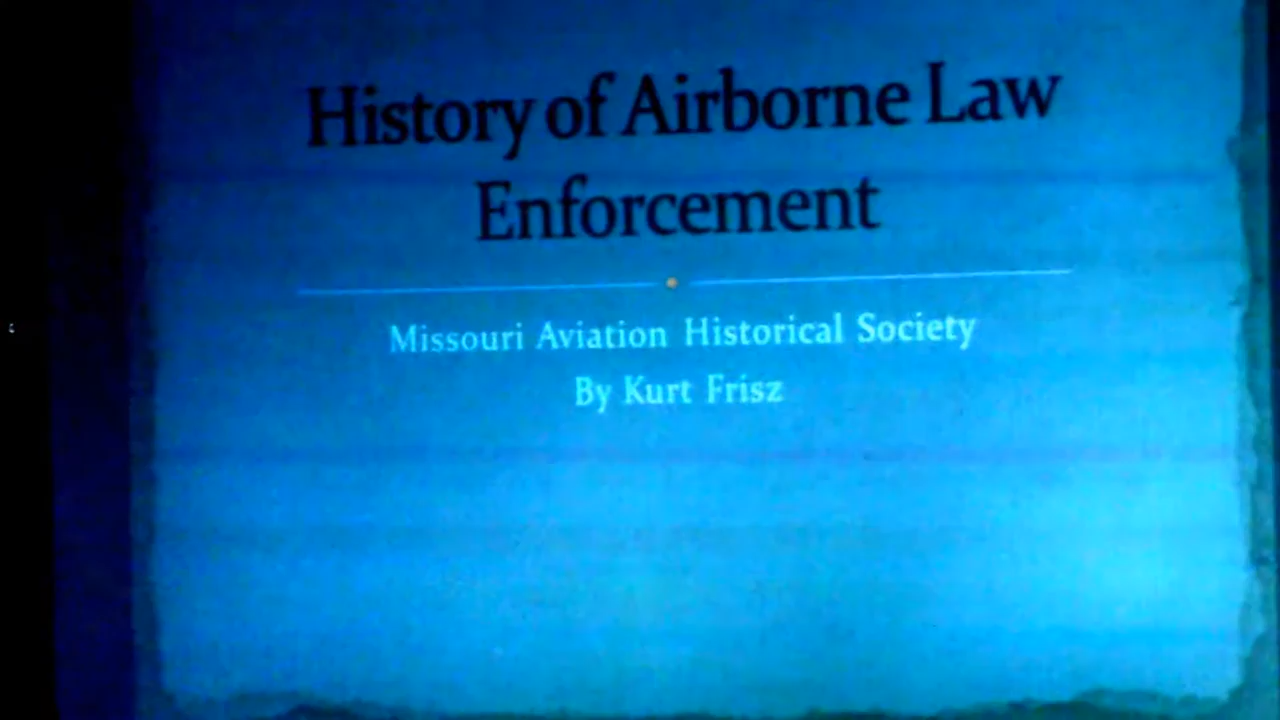 History of Airborne Law
Enforcement
Missouri Aviation Historical Society
By Kurt Frisz